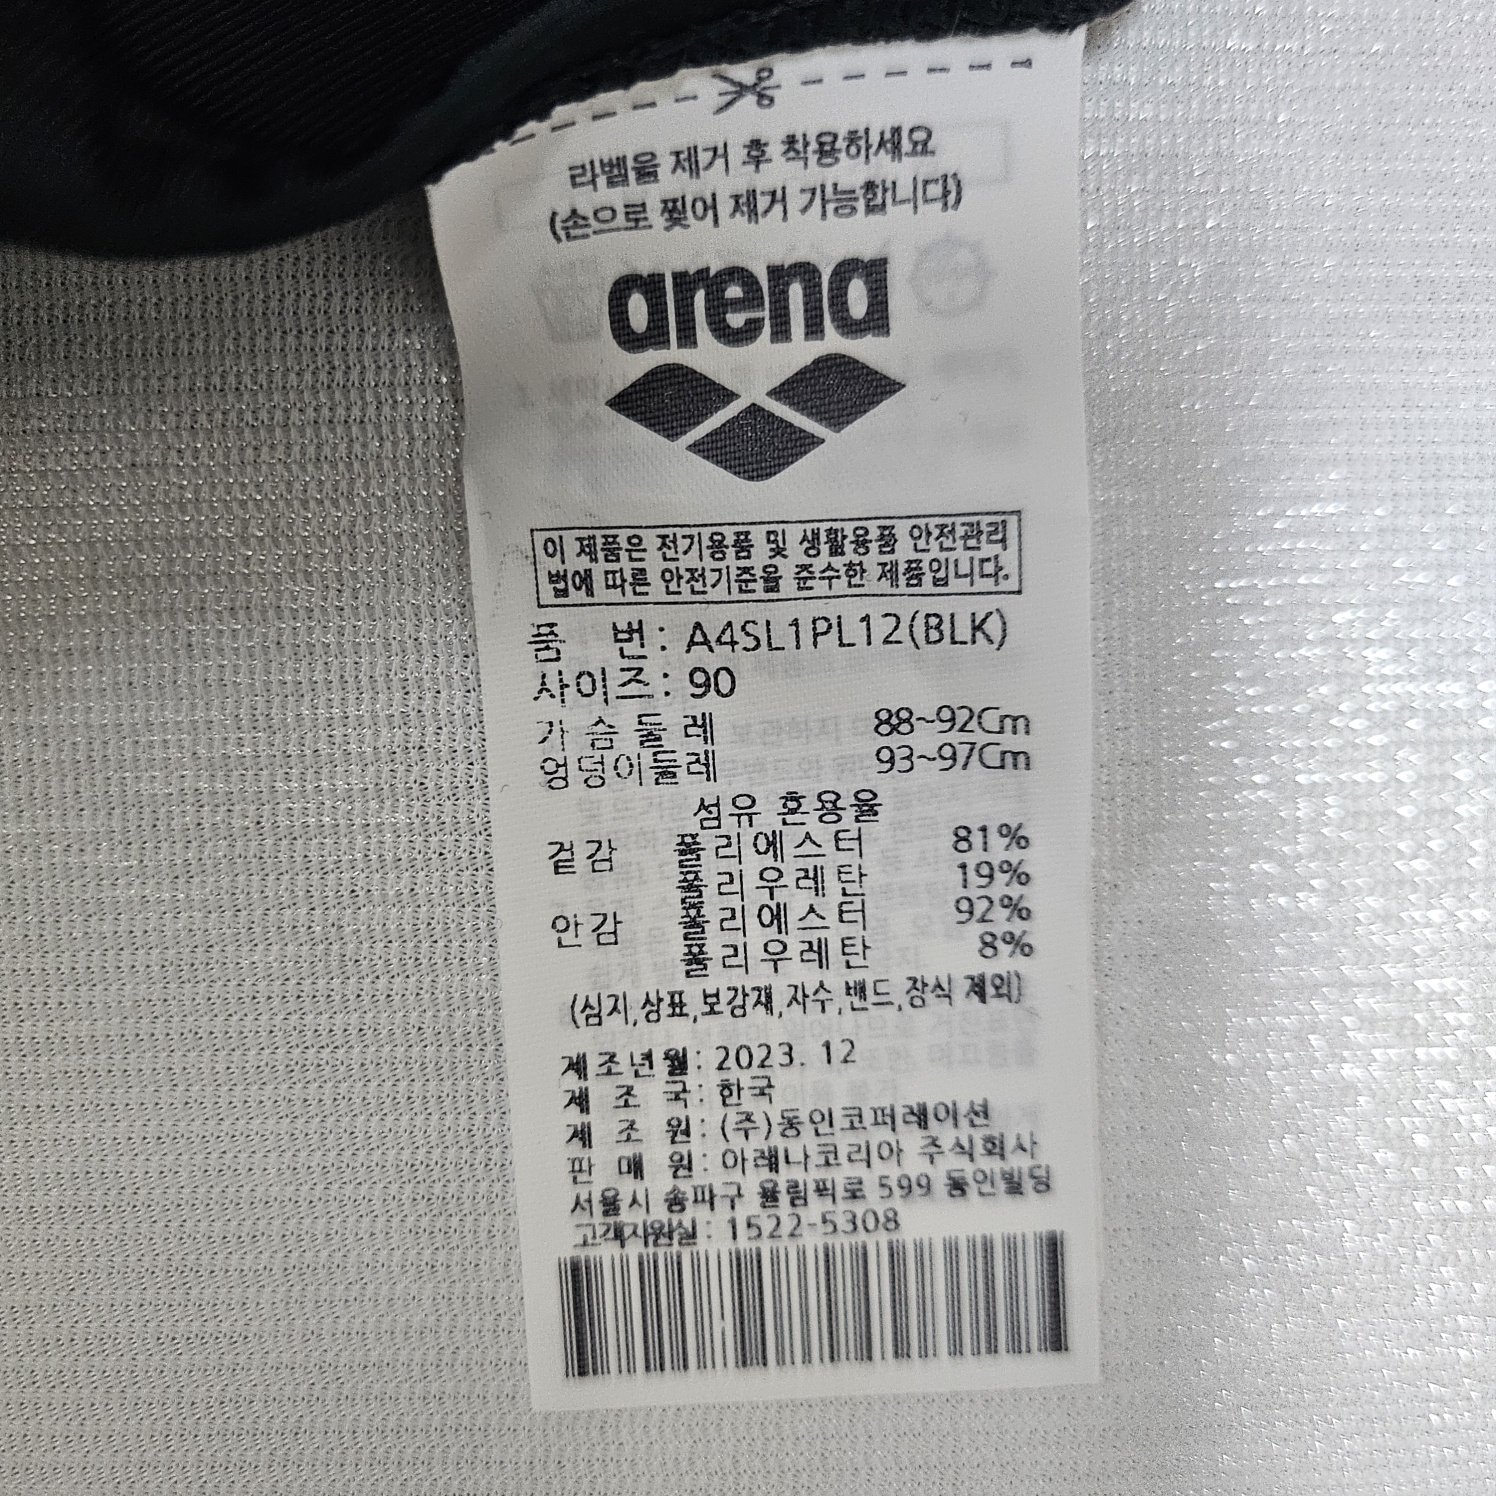 라벨을 제거 후 착용하세요
(손으로 찢어 제거 가능합니다)
arena
이 제품은 전기용품 및 생활용품 안전관리
법에 따른 안전기준을 준수한 제품입니다.
품 번: A4SL1PL12(BLK)
사이즈: 90
가슴둘레 88~92Cm
엉덩이둘레 93~97Cm
섬유 혼용율
겉감 폴리에스터 81%
폴리우레탄 19%
안감 폴리에스터 92%
폴리우레탄 8%
(심지,상표,보강재,자수,밴드,장식 제외)
제조년월: 2023. 12
제 조 국: 한국
제 조 원: (주)동인코퍼레이션
판 매 원: 아레나코리아 주식회사
서울시 송파구 올림픽로 599 동인빌딩
고객지원실: 1522-5308